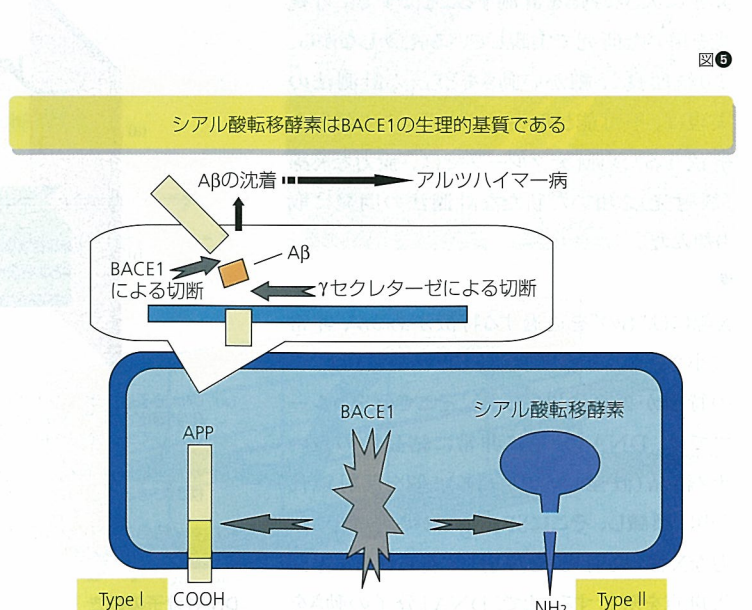 図❺
シアル酸転移酵素はBACE1の生理的基質である
Aβの沈着
アルツハイマー病
Aβ
BACE1
による切断
γセクレターゼによる切断
BACE1
シアル酸転移酵素
APP
Type I
COOH
NH₂
Type II